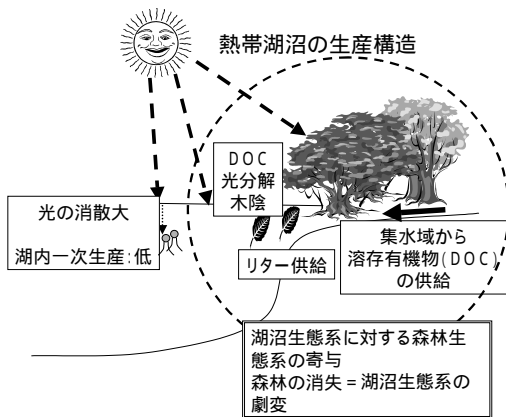 熱帯湖沼の生産構造
DOC
光分解
木陰
光の消散大
湖内一次生産:低
リター供給
集水域から
溶存有機物(DOC)
の供給
湖沼生態系に対する森林生
態系の寄与
森林の消失=湖沼生態系の
劇変